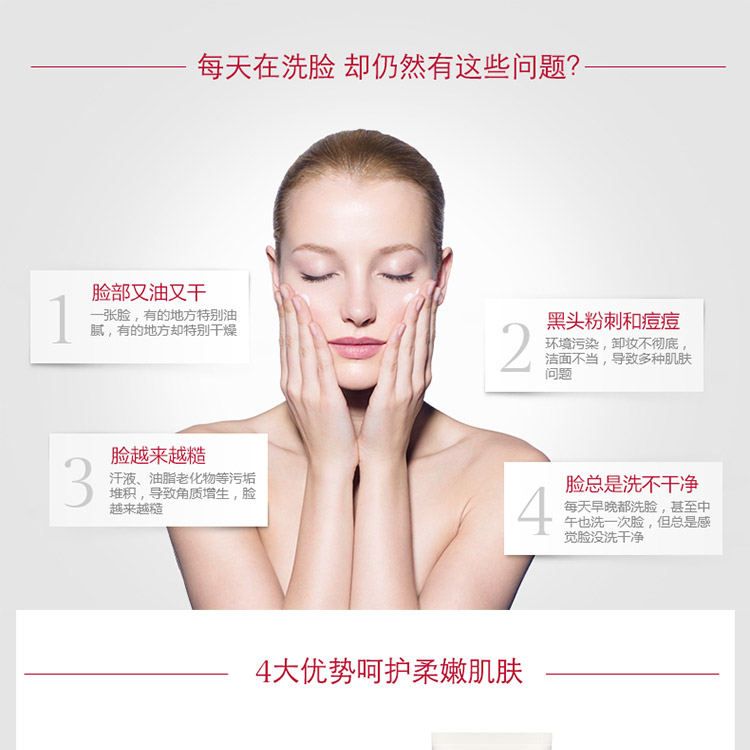 每天在洗脸 却仍然有这些问题?
1
脸部又油又干
一张脸，有的地方特别油
腻，有的地方却特别干燥
2
黑头粉刺和痘痘
环境污染，卸妆不彻底，
洁面不当，导致多种肌肤
问题
3
脸越来越糙
汗液、油脂老化物等污垢
堆积，导致角质增生，脸
越来越糙
4
脸总是洗不干净
每天早晚都洗脸，甚至中
午也洗一次脸，但总是感
觉脸没洗干净
4大优势呵护柔嫩肌肤